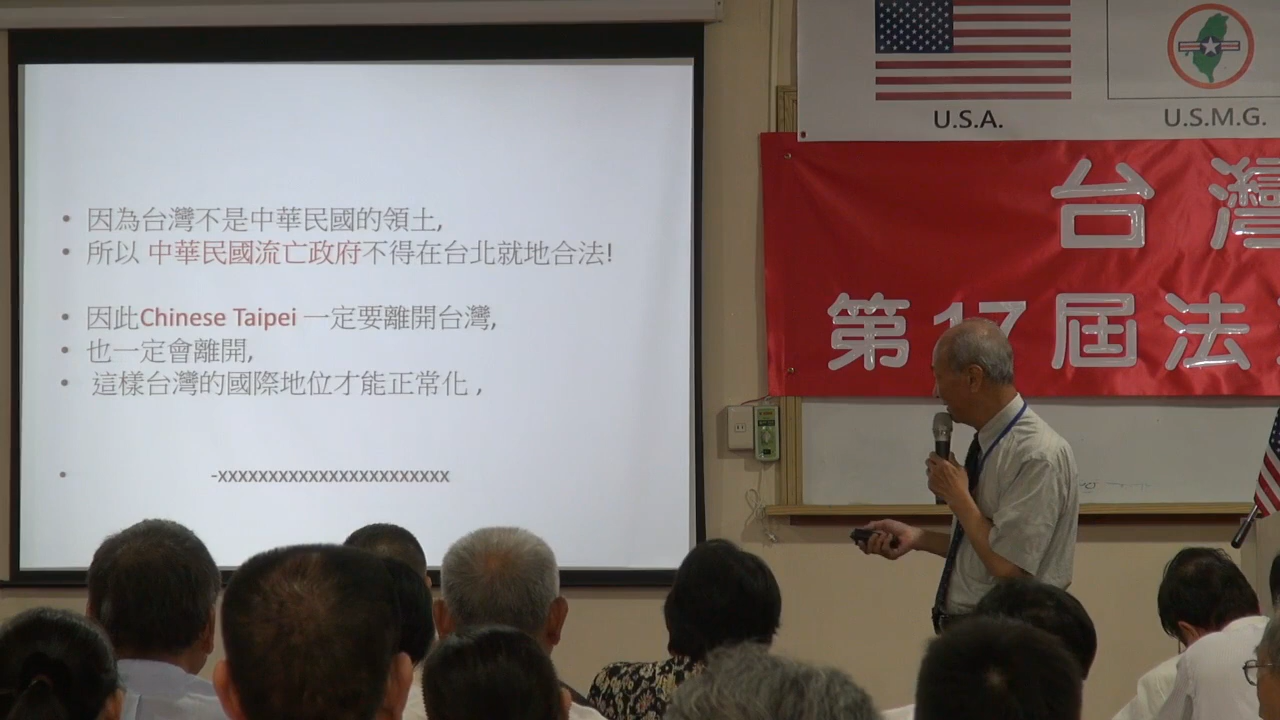 • 因為台灣不是中華民國的領土,
• 所以 中華民國流亡政府不得在台北就地合法!
• 因此Chinese Taipei 一定要離開台灣,
• 也一定會離開,
• 這樣台灣的國際地位才能正常化 ,
• -xxxxxxxxxxxxxxxxxxxxxxx
U.S.A.
U.S.M.G.
台灣
第17屆法